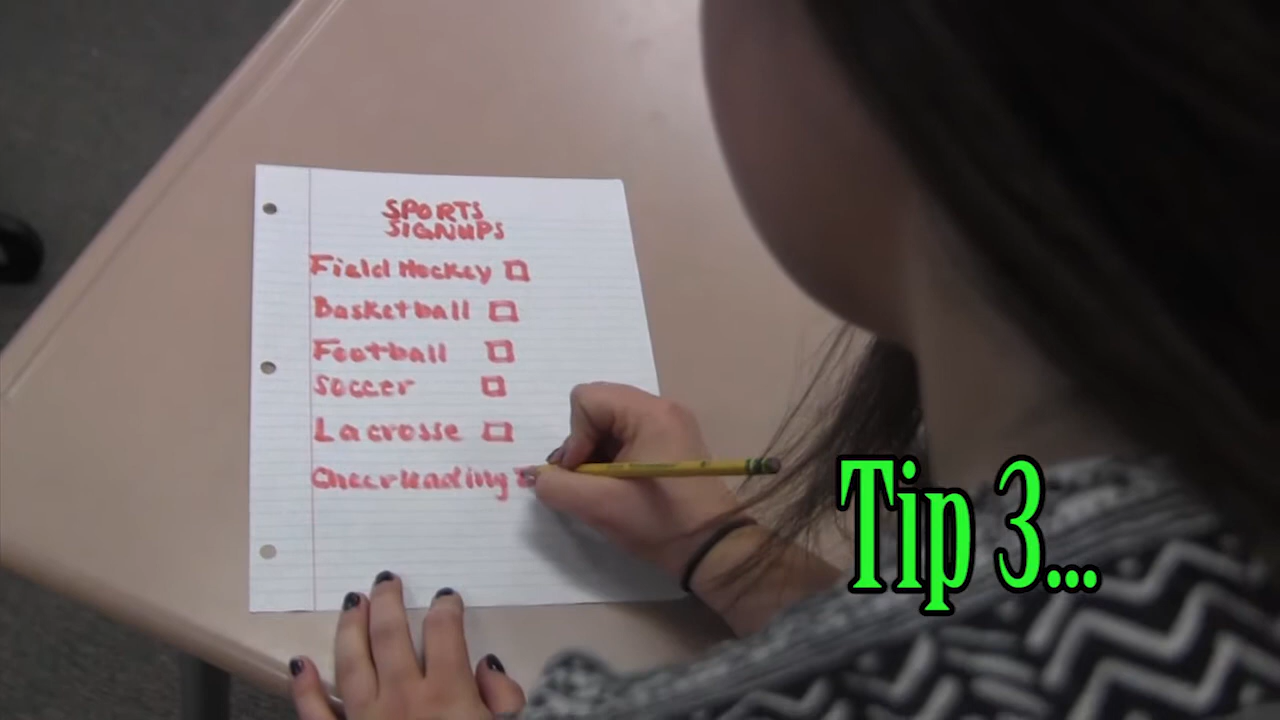 SPORTS
SIGNUPS
Field Hockey
Basketball
Football
Soccer
Lacrosse
Cheerleading
Tip 3...